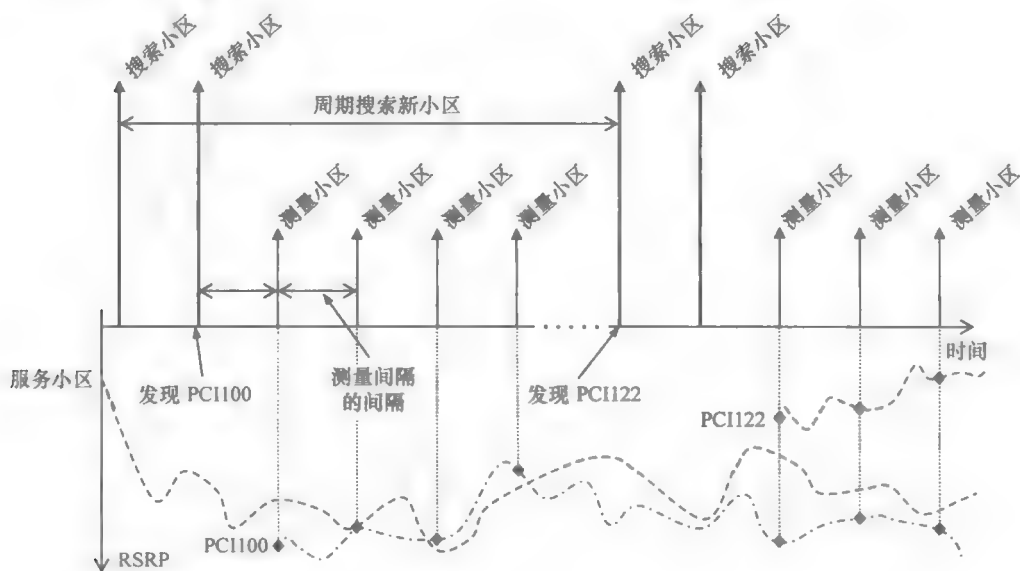 搜索小区
搜索小区
搜索小区
搜索小区
周期搜索新小区
测量小区
测量小区
测量小区
测量小区
测量小区
测量小区
测量小区
时间
服务小区
发现 PCI100
测量间隔
的间隔
发现 PCI122
PCI122
PCI100
RSRP